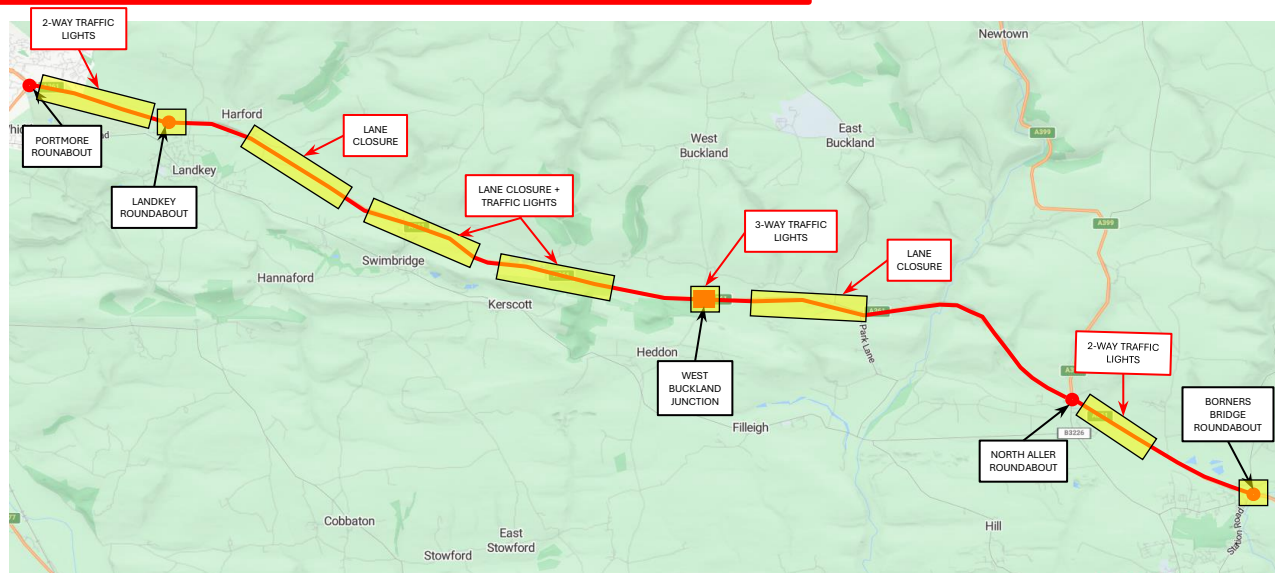 2-WAY TRAFFIC
LIGHTS
Newtown
PORTMORE
ROUNABOUT
Harford
LANE
CLOSURE
A399
West
Buckland
East
Buckland
Landkey
LANDKEY
ROUNDABOUT
LANE CLOSURE +
TRAFFIC LIGHTS
3-WAY TRAFFIC
LIGHTS
A399
Swimbridge
LANE
CLOSURE
Hannaford
Kerscott
Park Lane
Heddon
2-WAY TRAFFIC
LIGHTS
WEST
BUCKLAND
JUNCTION
BORNERS
BRIDGE
ROUNDABOUT
Filleigh
B3226
NORTH ALLER
ROUNDABOUT
Cobbaton
East
Stowford
Hill
Station Road
Stowford